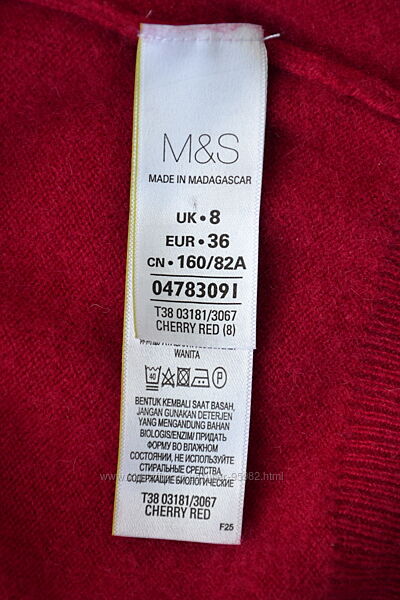 M&S
MADE IN MADAGASCAR
UK • 8
EUR • 36
CN • 160/82A
04783091
T38 03181/3067
CHERRY RED (8)
WANITA
40 P
BENTUK KEMBALI SAAT BASAH,
JANGAN GUNAKAN DETERJEN
YANG MENGANDUNG BAHAN
BIOLOGIS/ENZIM/ ПРИДАТЬ
ФОРМУ ВО ВЛАЖНОМ
СОСТОЯНИИ, НЕ ИСПОЛЬЗУЙТЕ
СТИРАЛЬНЫЕ СРЕДСТВА,
СОДЕРЖАЩИЕ БИОЛОГИЧЕСКИЕ
T38 03181/3067
CHERRY RED
F25